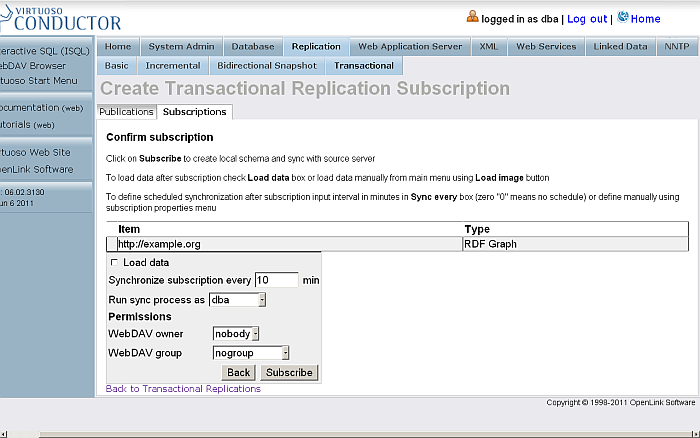 VIRTUOSO
CONDUCTOR
logged in as dba | Log out | Home
teractive SQL (ISQL)
ebDAV Browser
rtuoso Start Menu
ocumentation (web)
utorials (web)
rtuoso Web Site
penLink Software
: 06.02.3130
un 6 2011
Home System Admin Database Replication Web Application Server XML Web Services Linked Data NNTP
Basic Incremental Bidirectional Snapshot Transactional
Create Transactional Replication Subscription
Publications Subscriptions
Confirm subscription
Click on Subscribe to create local schema and sync with source server
To load data after subscription check Load data box or load data manually from main menu using Load image button
To define scheduled synchronization after subscription input interval in minutes in Sync every box (zero "0" means no schedule) or define manually using
subscription properties menu
Item Type
http://example.org RDF Graph
Load data
Synchronize subscription every 10 min
Run sync process as dba
Permissions
WebDAV owner nobody
WebDAV group nogroup
Back Subscribe
Back to Transactional Replications
Copyright © 1998-2011 OpenLink Software